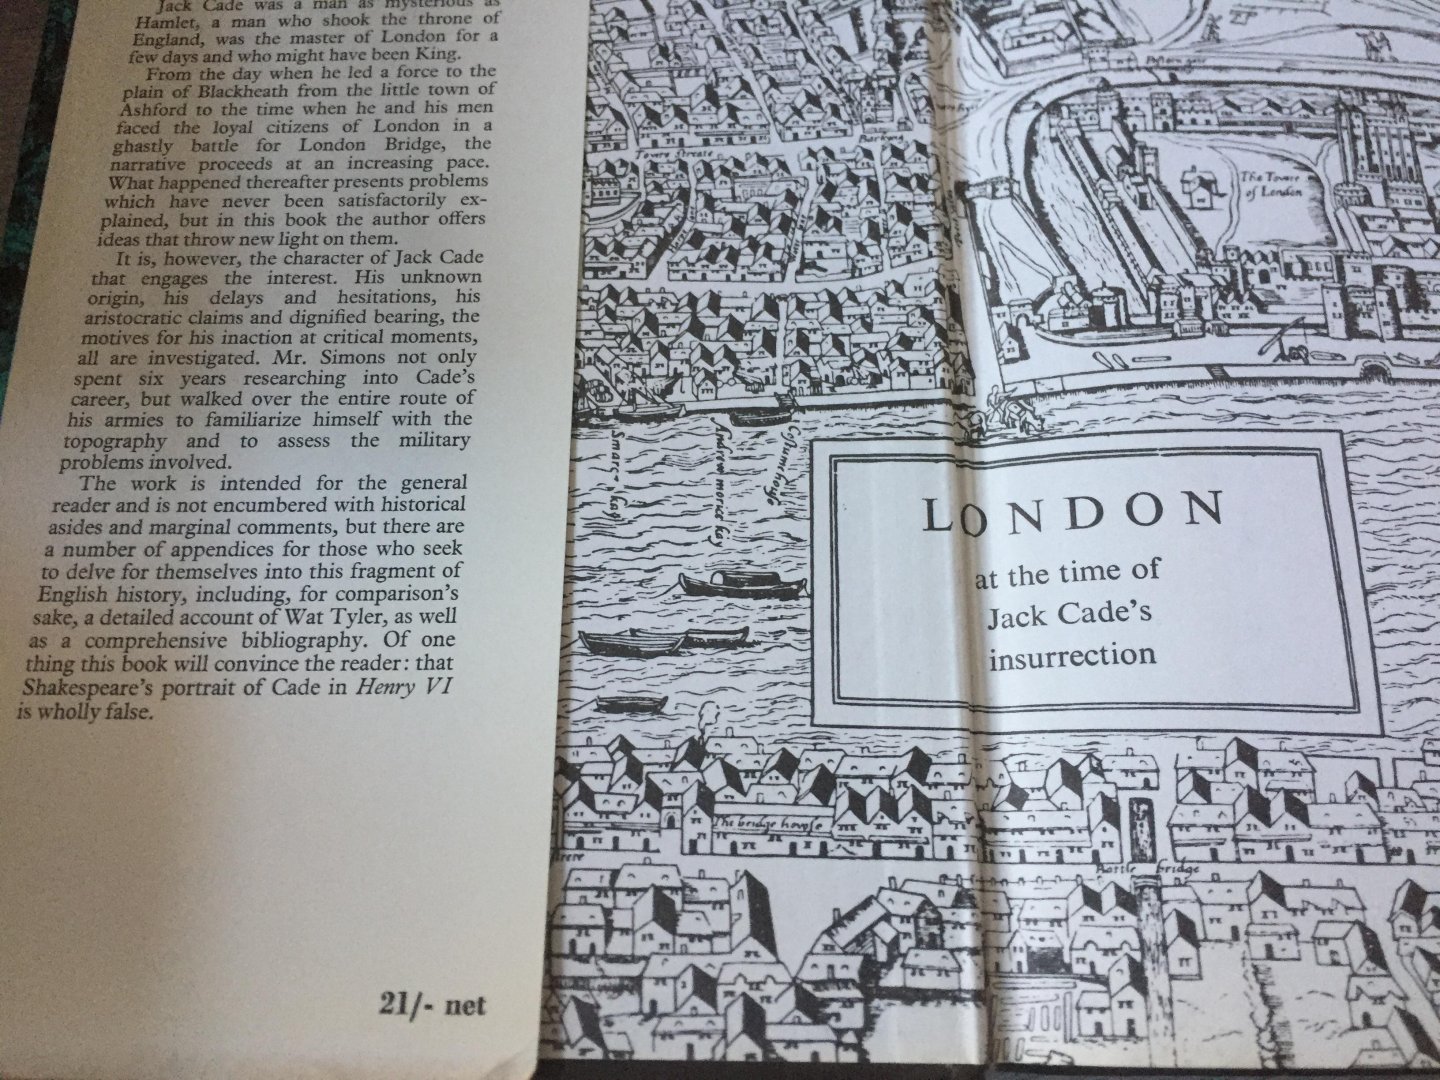 Jack Cade was a man as mysterious as
Hamlet, a man who shook the throne of
England, was the master of London for a
few days and who might have been King.
From the day when he led a force to the
plain of Blackheath from the little town of
Ashford to the time when he and his men
faced the loyal citizens of London in a
ghastly battle for London Bridge, the
narrative proceeds at an increasing pace.
What happened thereafter presents problems
which have never been satisfactorily ex-
plained, but in this book the author offers
ideas that throw new light on them.
It is, however, the character of Jack Cade
that engages the interest. His unknown
origin, his delays and hesitations, his
aristocratic claims and dignified bearing, the
motives for his inaction at critical moments,
all are investigated. Mr. Simons not only
spent six years researching into Cade's
career, but walked over the entire route of
his armies to familiarize himself with the
topography and to assess the military
problems involved.
The work is intended for the general
reader and is not encumbered with historical
asides and marginal comments, but there are
a number of appendices for those who seek
to delve for themselves into this fragment of
English history, including, for comparison's
sake, a detailed account of Wat Tyler, as well
as a comprehensive bibliography. Of one
thing this book will convince the reader: that
Shakespeare's portrait of Cade in Henry VI
is wholly false.
21/- net
The Towre
of London
Towre Streate
Andrew morice kay
LONDON
at the time of
Jack Cade's
insurrection
The bridge howse
Battle bridge